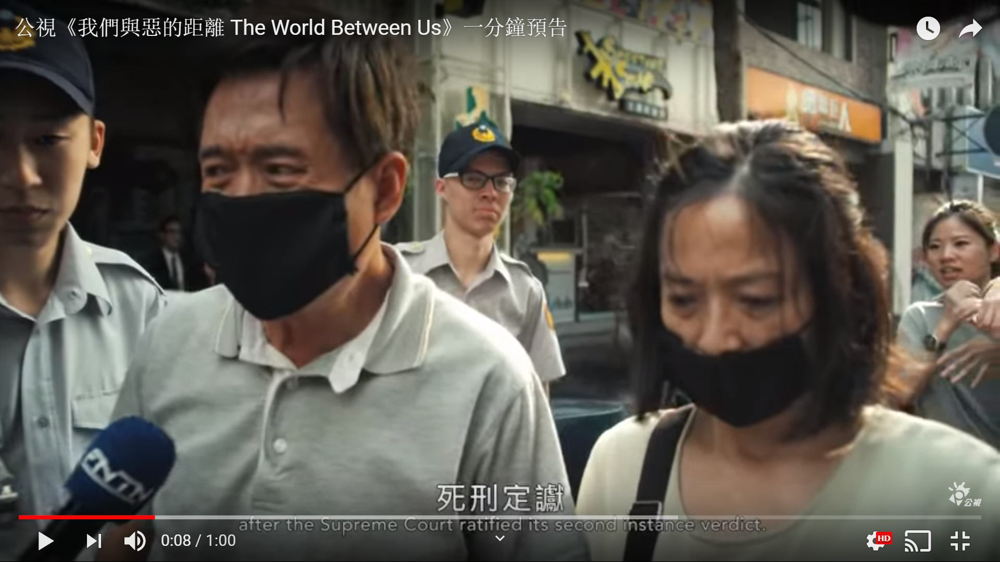 公視《我們與惡的距離 The World Between Us》一分鐘預告
死刑定讞
after the Supreme Court ratified its second instance verdict.
公視
0:08 / 1:00
HD